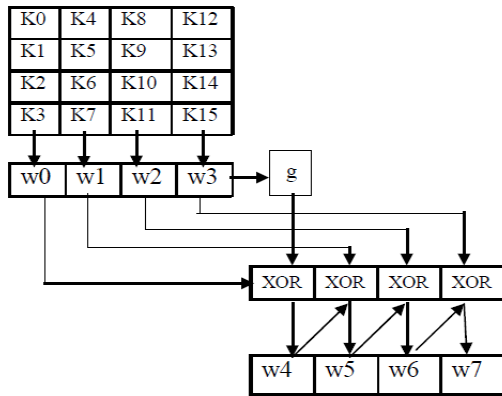 K0 K4 K8 K12
K1 K5 K9 K13
K2 K6 K10 K14
K3 K7 K11 K15
w0 w1 w2 w3 g
XOR XOR XOR XOR
w4 w5 w6 w7